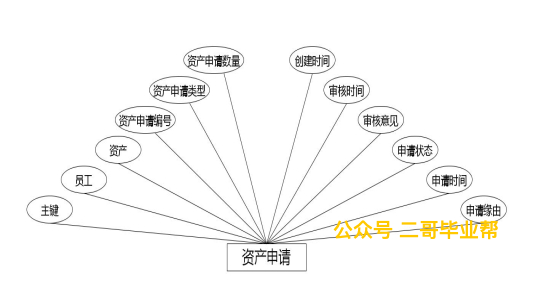 资产申请数量
创建时间
资产申请类型
审核时间
资产申请编号
审核意见
资产
申请状态
员工
申请时间
主键
申请缘由
公众号 二哥毕业帮
资产申请